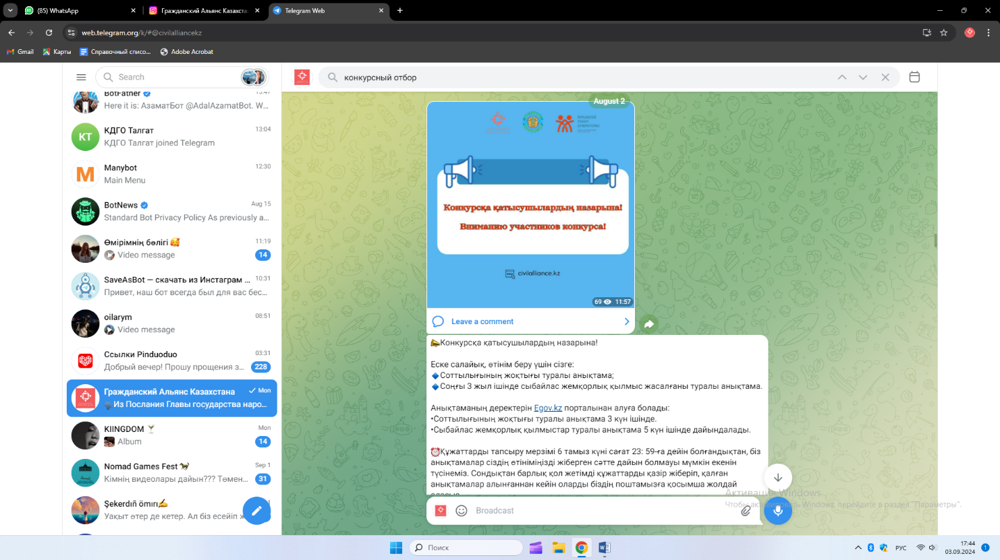 (85) WhatsApp
Гражданский Альянс Казахста
Telegram Web
web.telegram.org/k/#@civilalliancekz
Gmail
Карты
Справочный списо...
Adobe Acrobat
Search
BotFather
Here it is: АзаматБот @AdalAzamatBot. W...
KT
КДГО Талгат
13:04
КДГО Талгат joined Telegram
M
Manybot
12:30
Main Menu
BotNews
Aug 15
Standard Bot Privacy Policy As previously a...
Өмірімнің бөлігі
11:19
Video message
14
SaveAsBot — скачать из Инстаграм ...
10:31
Привет, наш бот всегда был для вас бес...
oilarym
08:51
Video message
Ссылки Pinduoduo
03:31
Добрый вечер! Прошу прощения з...
228
Гражданский Альянс Казахстана
Mon
Из Послания Главы государства наро...
KIINGDOM
Mon
Album
14
Nomad Games Fest
Sep 1
Кімнің видеолары дайын??? Төмен...
31
Şekerdıñ ömırı
Уақыт өтер де кетер. Ал біз есейіп ж
конкурсный отбор
August 2
Конкурсқа қатысушылардың назарына!
Вниманию участников конкурса!
civilalliance.kz
69 11:57
Leave a comment
Конкурсқа қатысушылардың назарына!
Еске салайық, өтінім беру үшін сізге:
Соттылығының жоқтығы туралы анықтама;
Соңғы 3 жыл ішінде сыбайлас жемқорлық қылмыс жасалғаны туралы анықтама.
Анықтаманың деректерін Egov.kz порталынан алуға болады:
•Соттылығының жоқтығы туралы анықтама 3 күн ішінде.
•Сыбайлас жемқорлық қылмыстар туралы анықтама 5 күн ішінде дайындалады.
Құжаттарды тапсыру мерзімі 6 тамыз күні сағат 23: 59-ға дейін болғандықтан, біз
анықтамалар сіздің өтініміңізді жіберген сәтте дайын болмауы мүмкін екенін
түсінеміз. Сондықтан барлық қол жетімді құжаттарды қазір жіберіп, қалған
анықтамалар алынғаннан кейін оларды біздің поштамызға қосымша жолдай
Broadcast
Активация Windows
Чтобы активировать Windows, перейдите в раздел "Параметры".
Поиск
РУС
17:44
03.09.2024
1